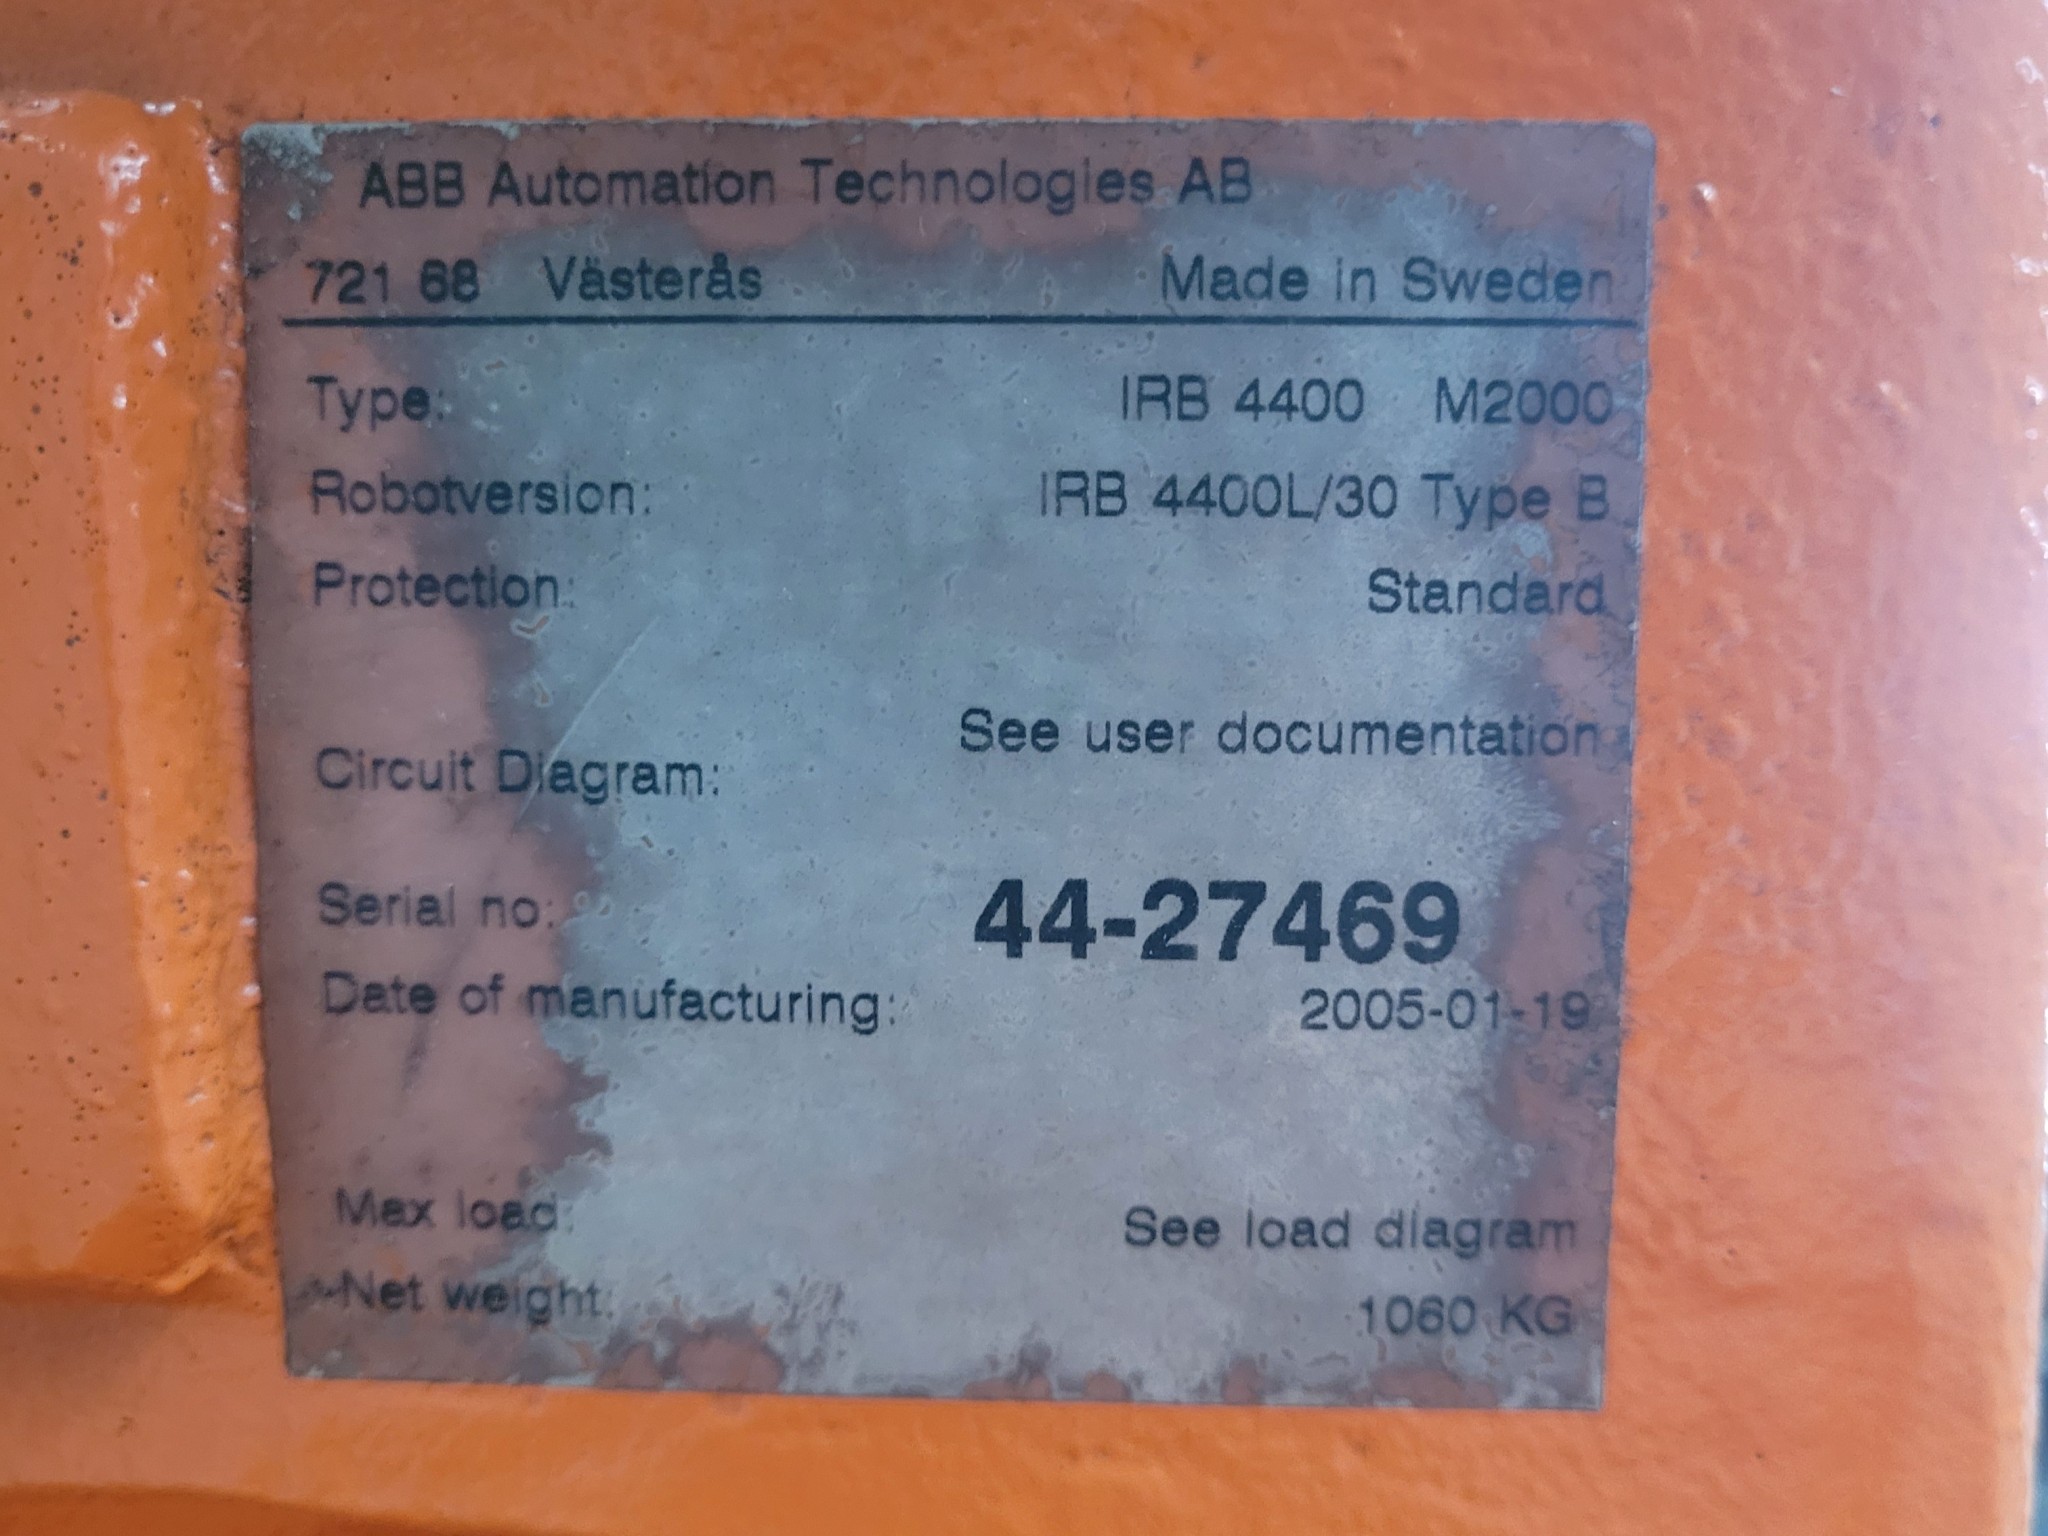 ABB Automation Technologies AB
721 68 Västerås Made in Sweden
Type: IRB 4400 M2000
Robotversion: IRB 4400L/30 Type B
Protection: Standard
See user documentation
Circuit Diagram:
Serial no: 44-27469
Date of manufacturing: 2005-01-19
Max load: See load diagram
Net weight: 1060 KG